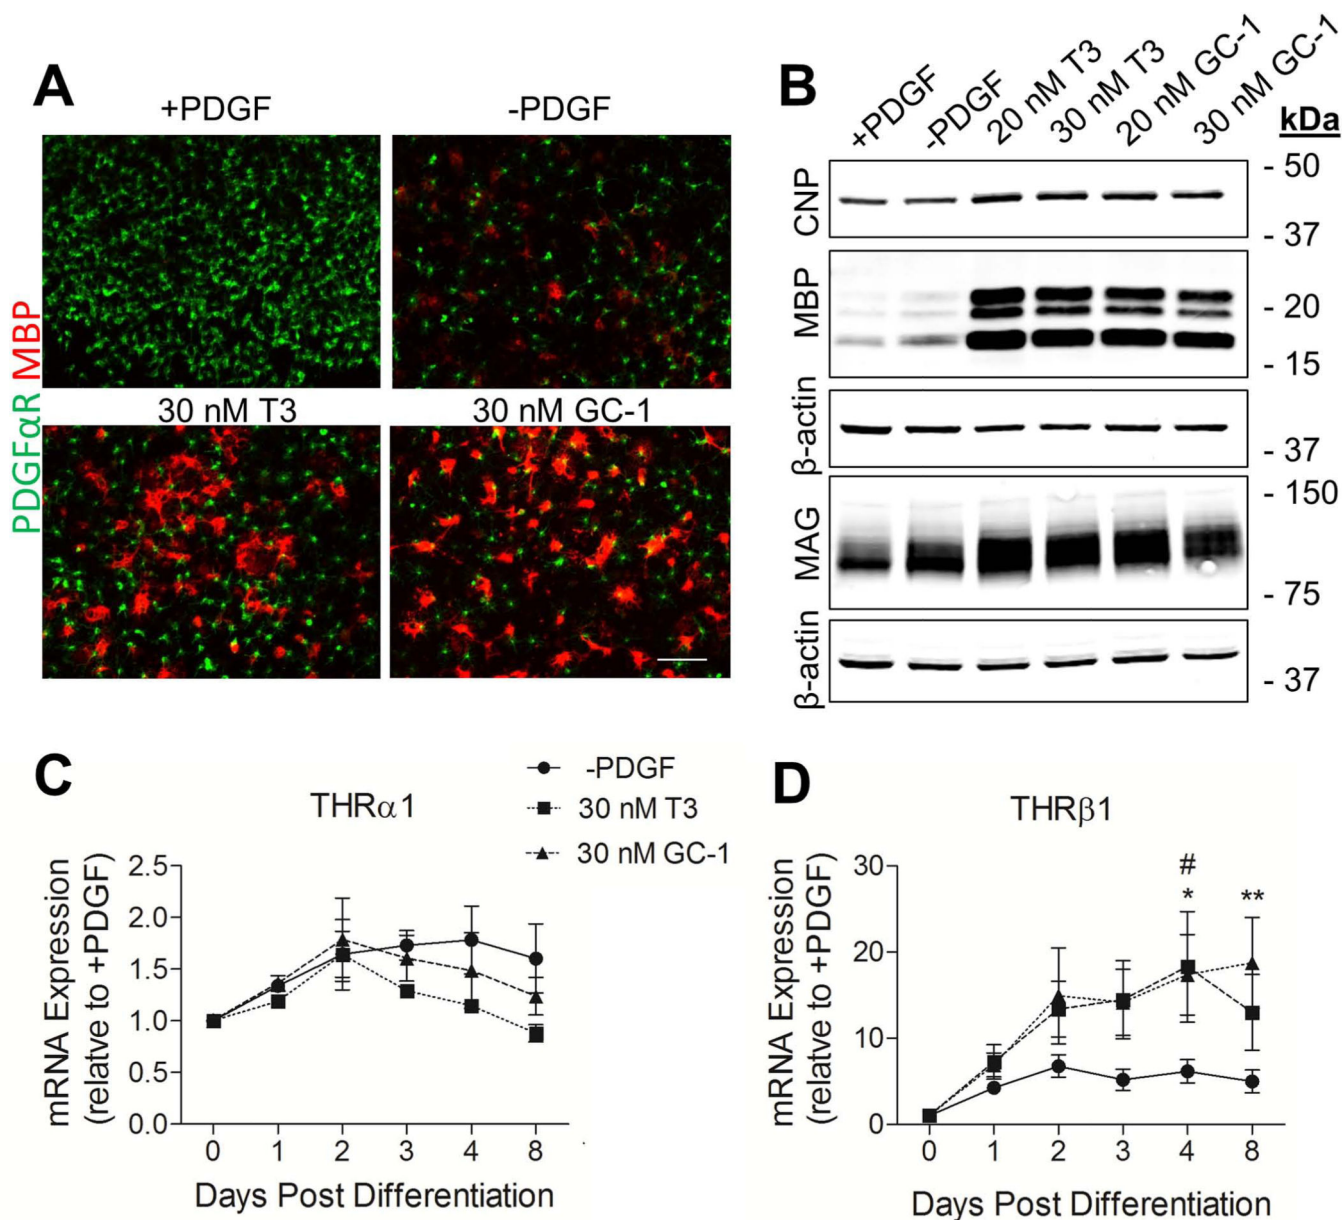 A
+PDGF
-PDGF
30 nM T3
30 nM GC-1
PDGFαR MBP
B
+PDGF
-PDGF
20 nM T3
30 nM T3
20 nM GC-1
30 nM GC-1
kDa
CNP
- 50
- 37
MBP
- 20
- 15
β-actin
- 37
MAG
- 150
- 75
β-actin
- 37
C
THRα1
-PDGF
30 nM T3
30 nM GC-1
mRNA Expression
(relative to +PDGF)
2.5
2.0
1.5
1.0
0.5
0.0
0 1 2 3 4 8
Days Post Differentiation
D
THRβ1
mRNA Expression
(relative to +PDGF)
30
20
10
0
#
* **
0 1 2 3 4 8
Days Post Differentiation